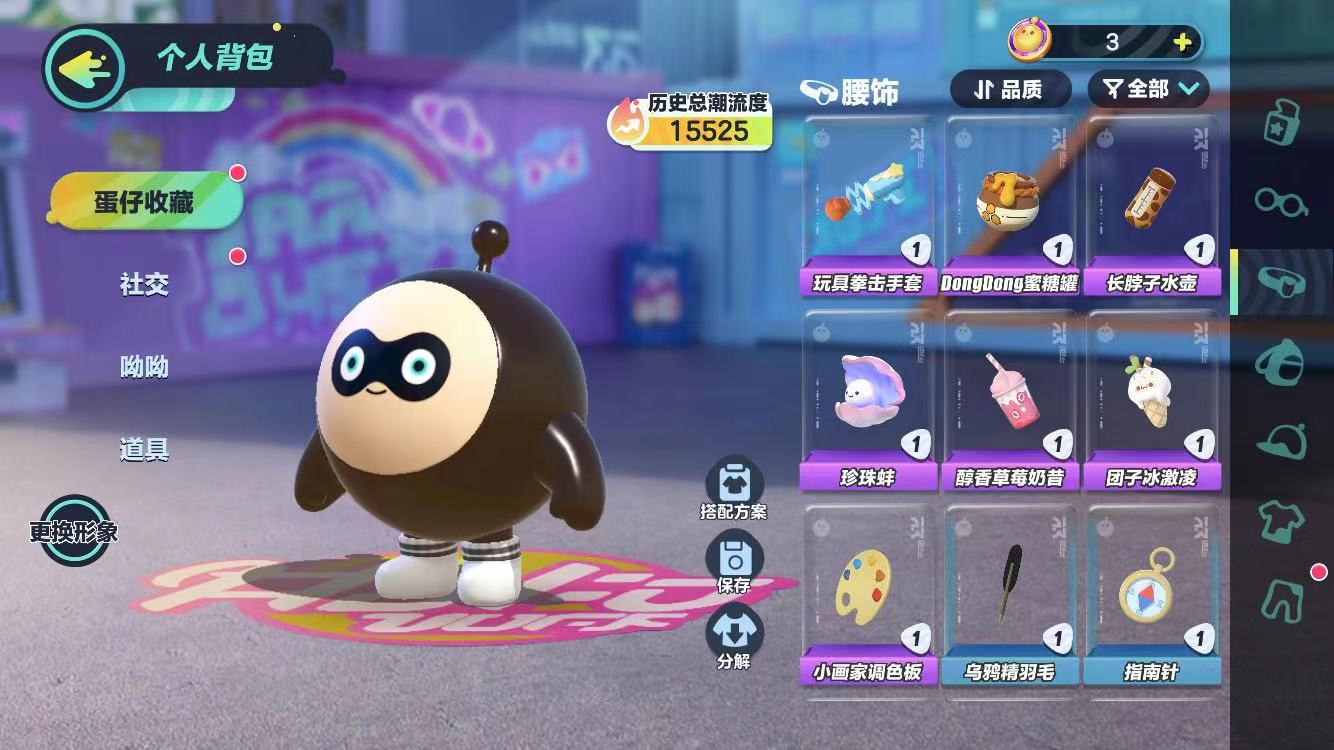 个人背包
3
历史总潮流度
15525
腰饰
品质
全部
蛋仔收藏
社交
呦呦
道具
更换形象
搭配方案
保存
分解
1
玩具拳击手套
1
DongDong蜜糖罐
1
长脖子水壶
1
珍珠蚌
1
醇香草莓奶昔
1
团子冰激凌
1
小画家调色板
1
乌鸦精羽毛
1
指南针